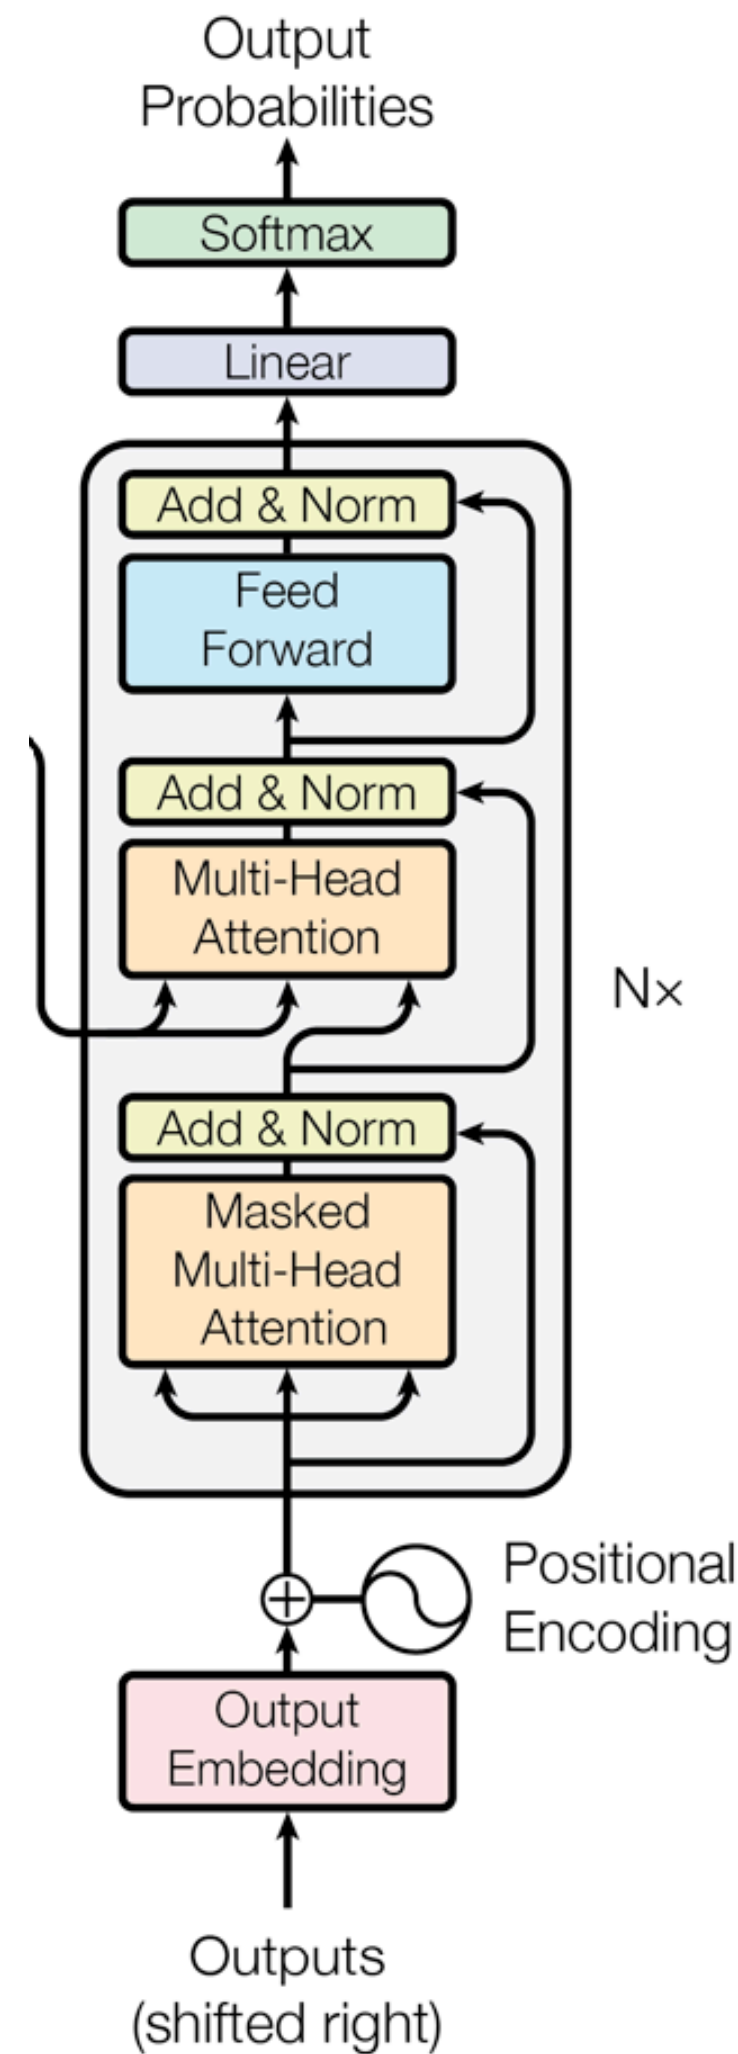 Output
Probabilities
Softmax
Linear
Add & Norm
Feed
Forward
Add & Norm
Multi-Head
Attention
N×
Add & Norm
Masked
Multi-Head
Attention
Positional
Encoding
Output
Embedding
Outputs
(shifted right)